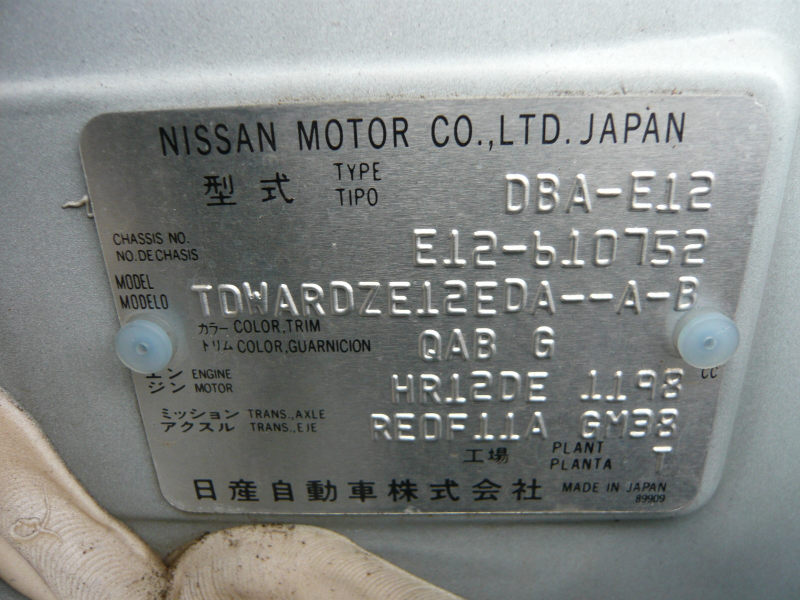 NISSAN MOTOR CO.,LTD. JAPAN
型式 TYPE TIPO DBA-E12
CHASSIS NO. NO.DE CHASIS E12-610752
MODEL MODELO TDWARDZE12EDA--A-B
カラー COLOR,TRIM
トリム COLOR,GUARNICION QAB G
エンジン ENGINE MOTOR HR12DE 1198 CC
ミッション TRANS.,AXLE
アクスル TRANS.,EJE RE0F11A GM38
工場 PLANT PLANTA T
日産自動車株式会社 MADE IN JAPAN
89909